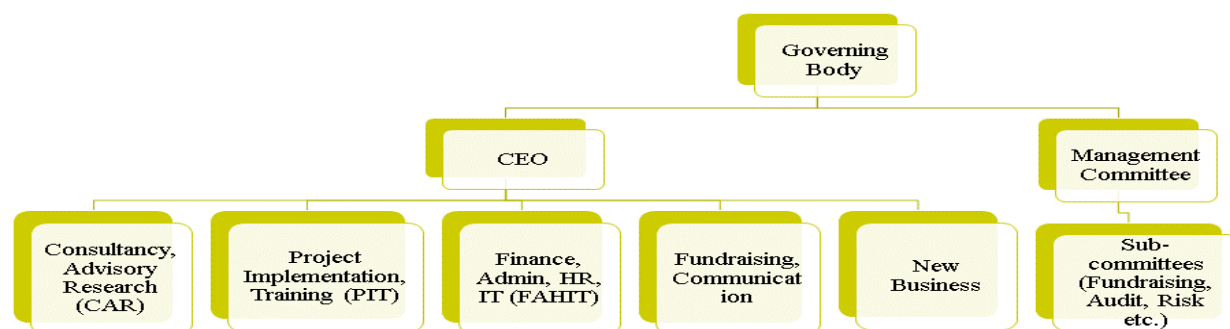 Governing
Body
CEO
Management
Committee
Consultancy,
Advisory
Research
(CAR)
Project
Implementation,
Training (PIT)
Finance,
Admin, HR,
IT (FAHIT)
Fundraising,
Communicat
ion
New
Business
Sub-
committees
(Fundraising,
Audit, Risk
etc.)